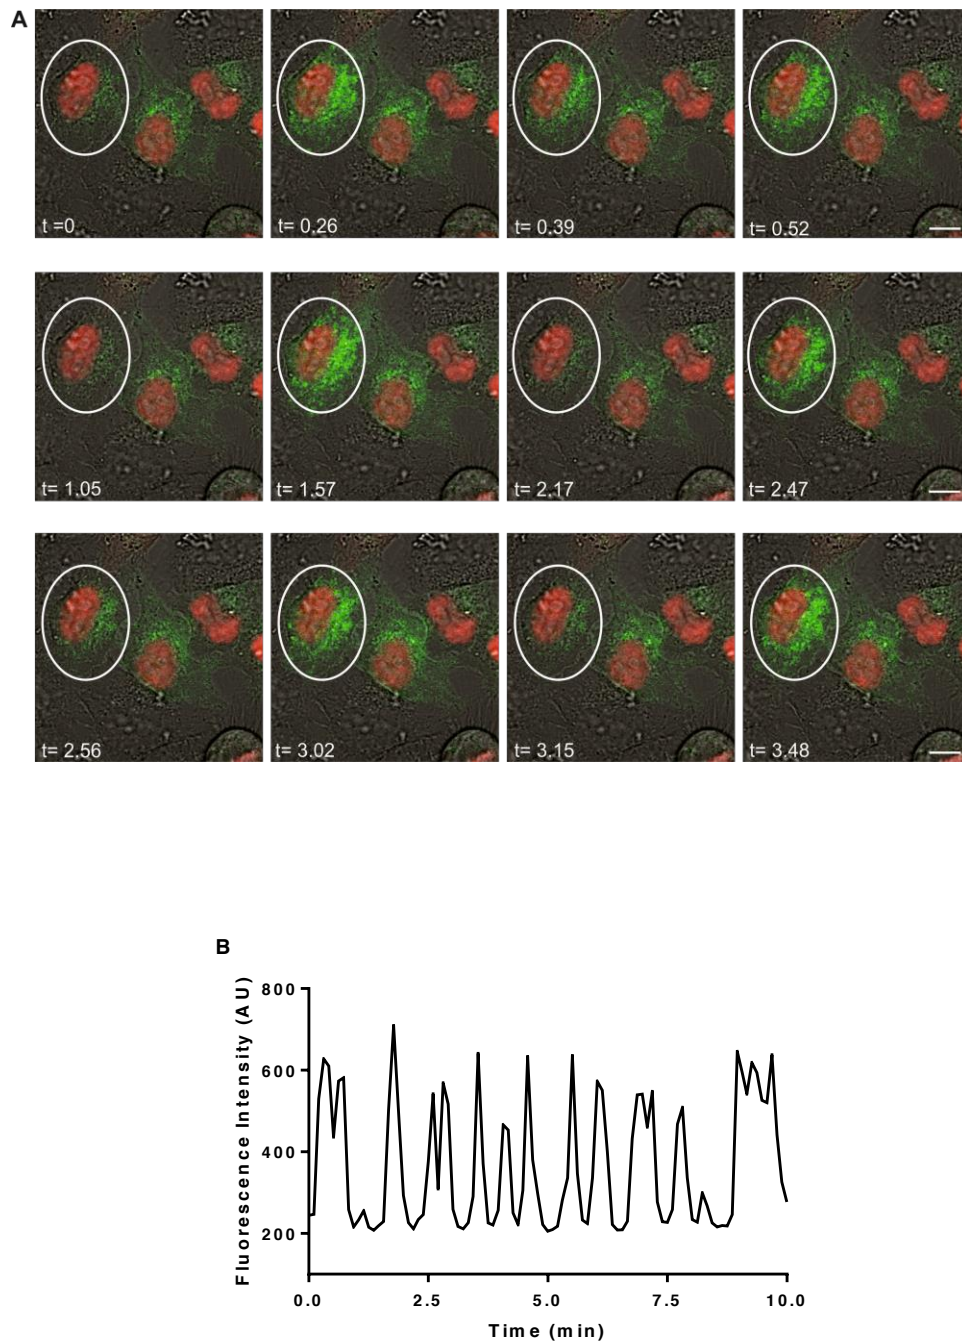 A
t =0
t= 0.26
t= 0.39
t= 0.52
t= 1.05
t= 1.57
t= 2.17
t= 2.47
t= 2.56
t= 3.02
t= 3.15
t= 3.48
B
Fluorescence Intensity (AU)
800
600
400
200
0.0
2.5
5.0
7.5
10.0
Time (min)